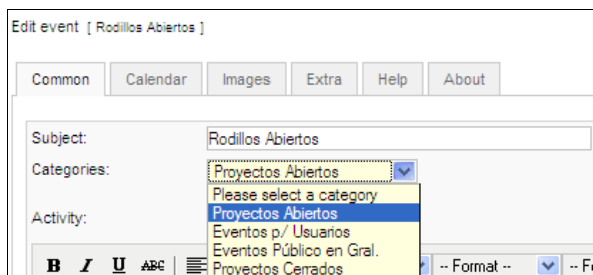 Edit event [ Rodillos Abiertos ]
Common Calendar Images Extra Help About
Subject: Rodillos Abiertos
Categories: Proyectos Abiertos
Please select a category
Proyectos Abiertos
Activity:
Eventos p/ Usuarios
Eventos Público en Gral.
B I U ABC -- Format --
Proyectos Cerrados